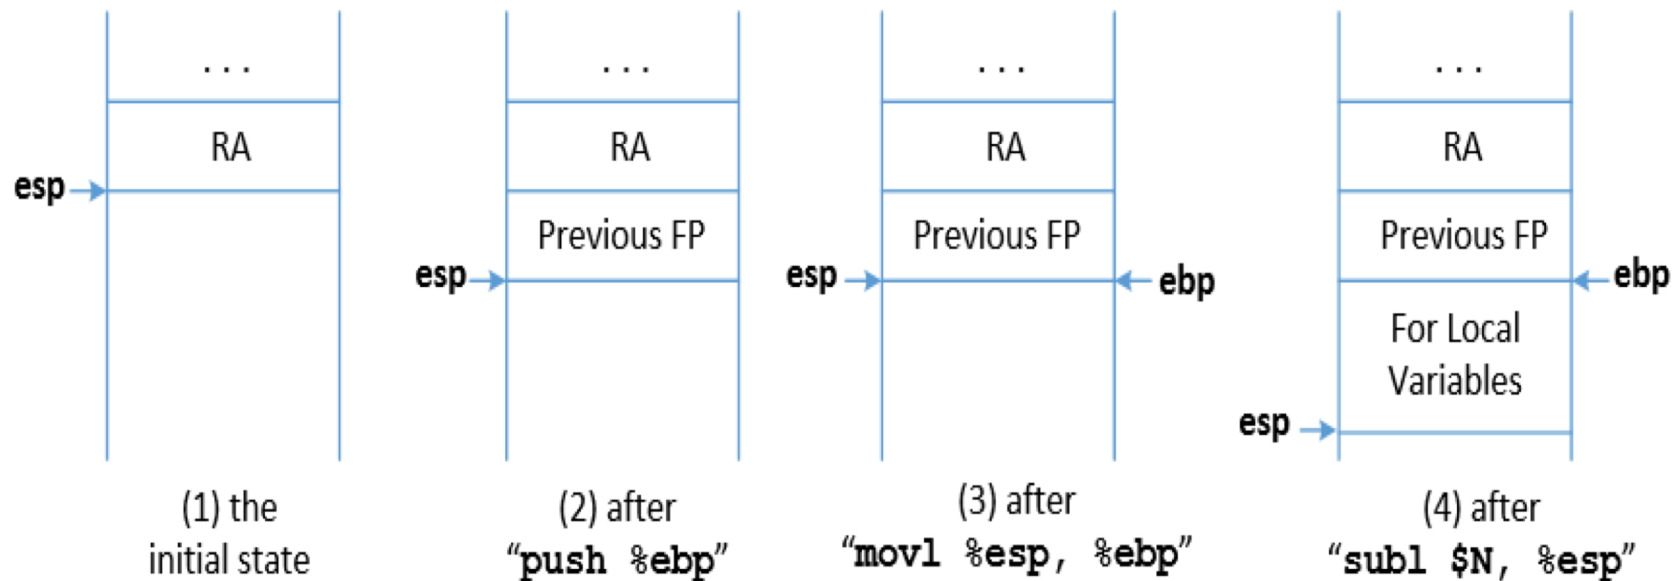 . . .
RA
esp
(1) the
initial state
. . .
RA
Previous FP
esp
(2) after
“push %ebp”
. . .
RA
Previous FP
esp
ebp
(3) after
“movl %esp, %ebp”
. . .
RA
Previous FP
ebp
For Local
Variables
esp
(4) after
“subl $N, %esp”